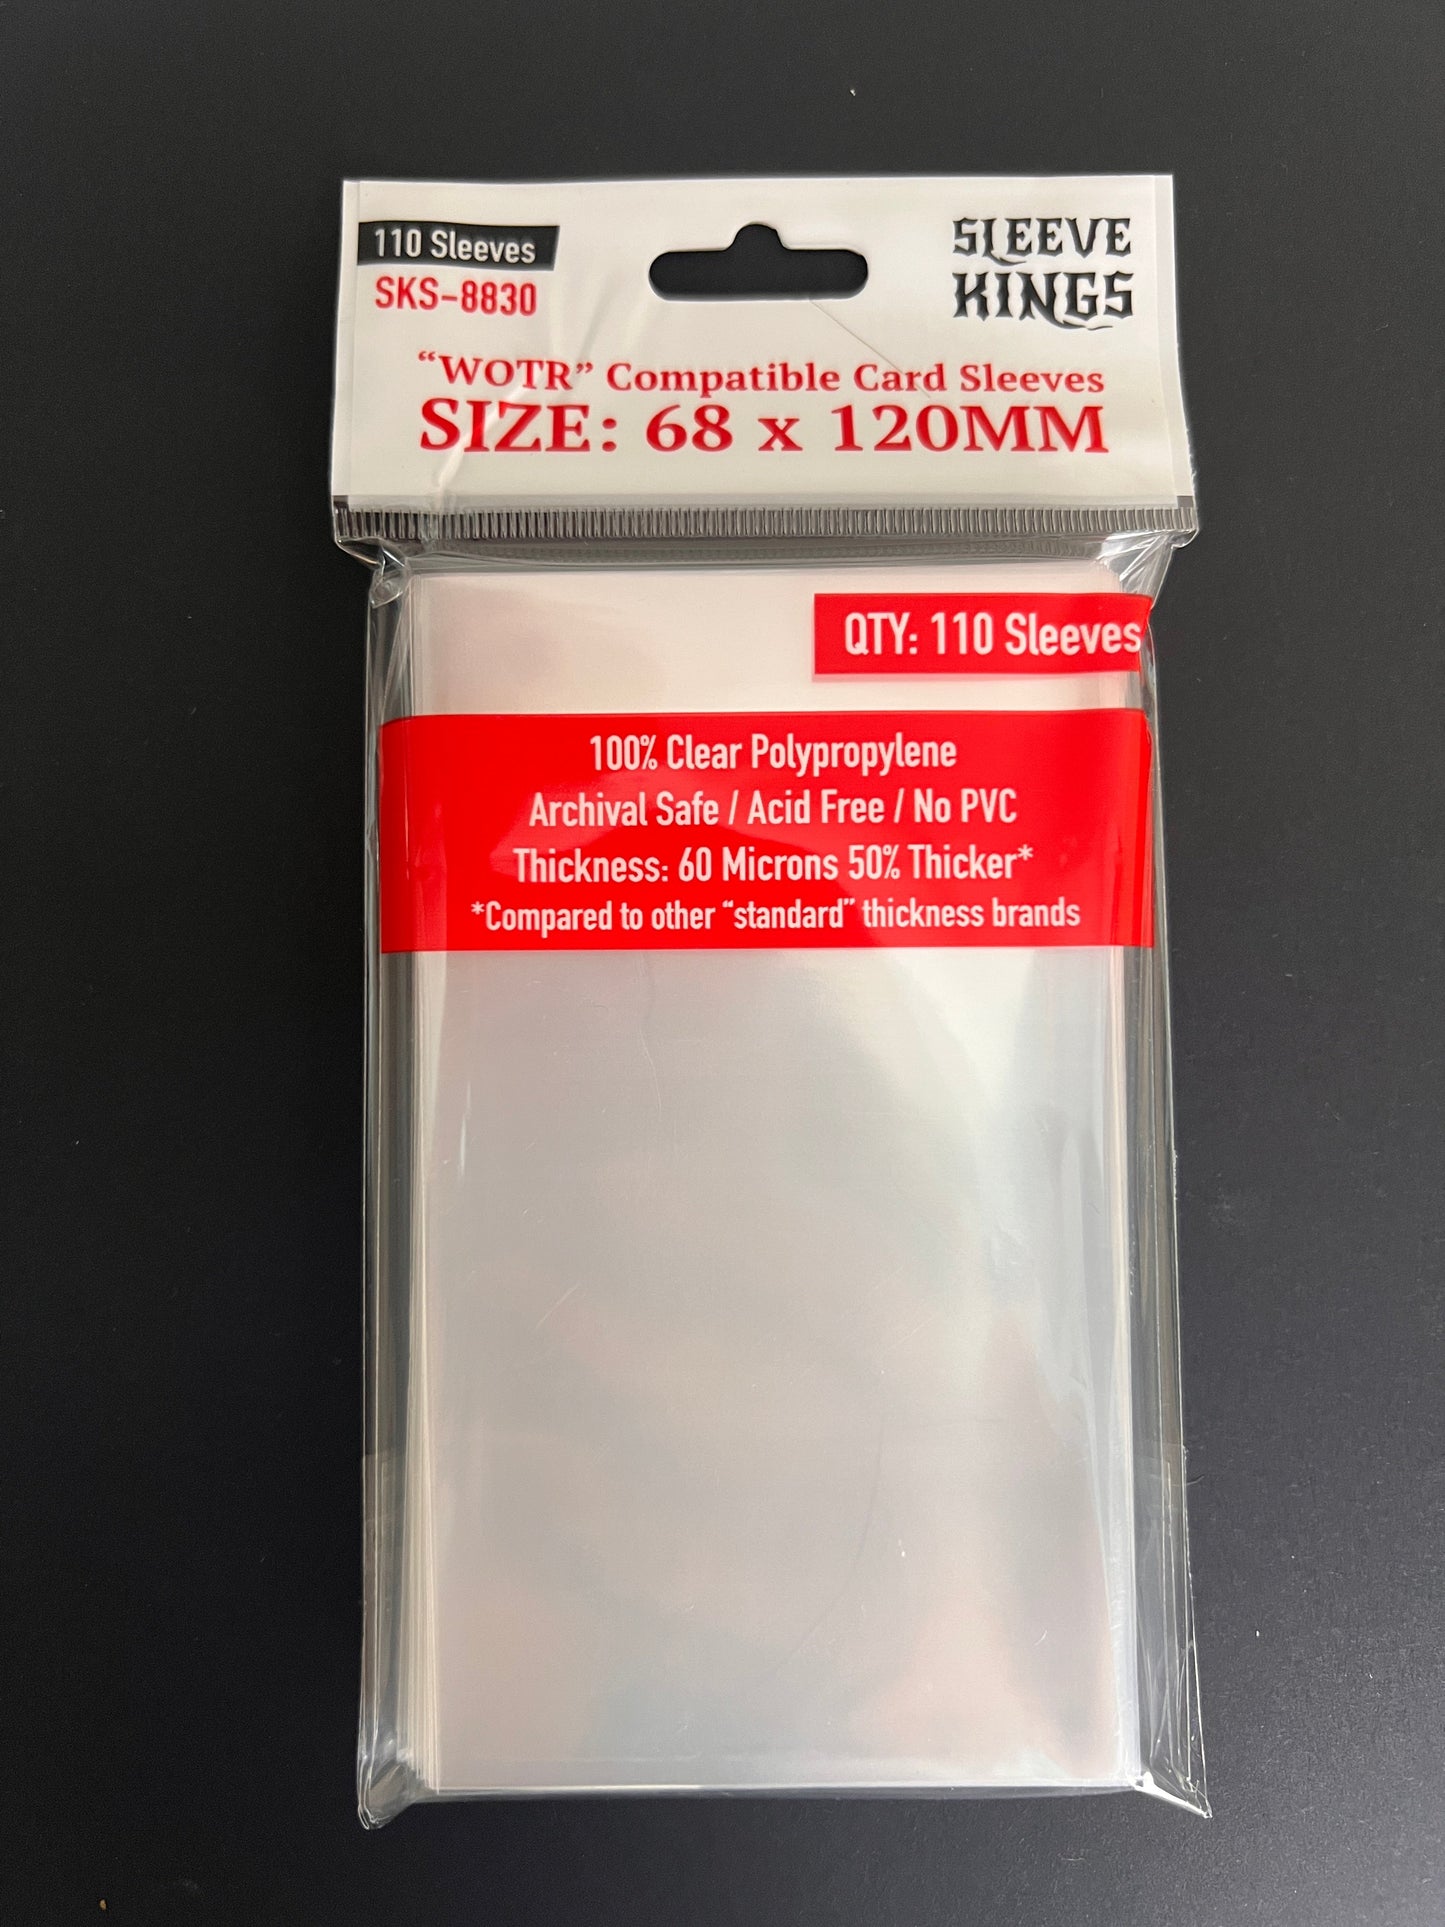 110 Sleeves
SKS-8830
SLEEVE
KINGS
“WOTR” Compatible Card Sleeves
SIZE: 68 x 120MM
QTY: 110 Sleeves
100% Clear Polypropylene
Archival Safe / Acid Free / No PVC
Thickness: 60 Microns 50% Thicker*
*Compared to other “standard” thickness brands